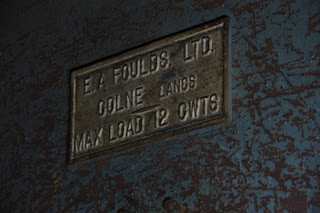 E.A FOULDS. LTD.
COLNE LANCS
MAX LOAD 12 CWTS